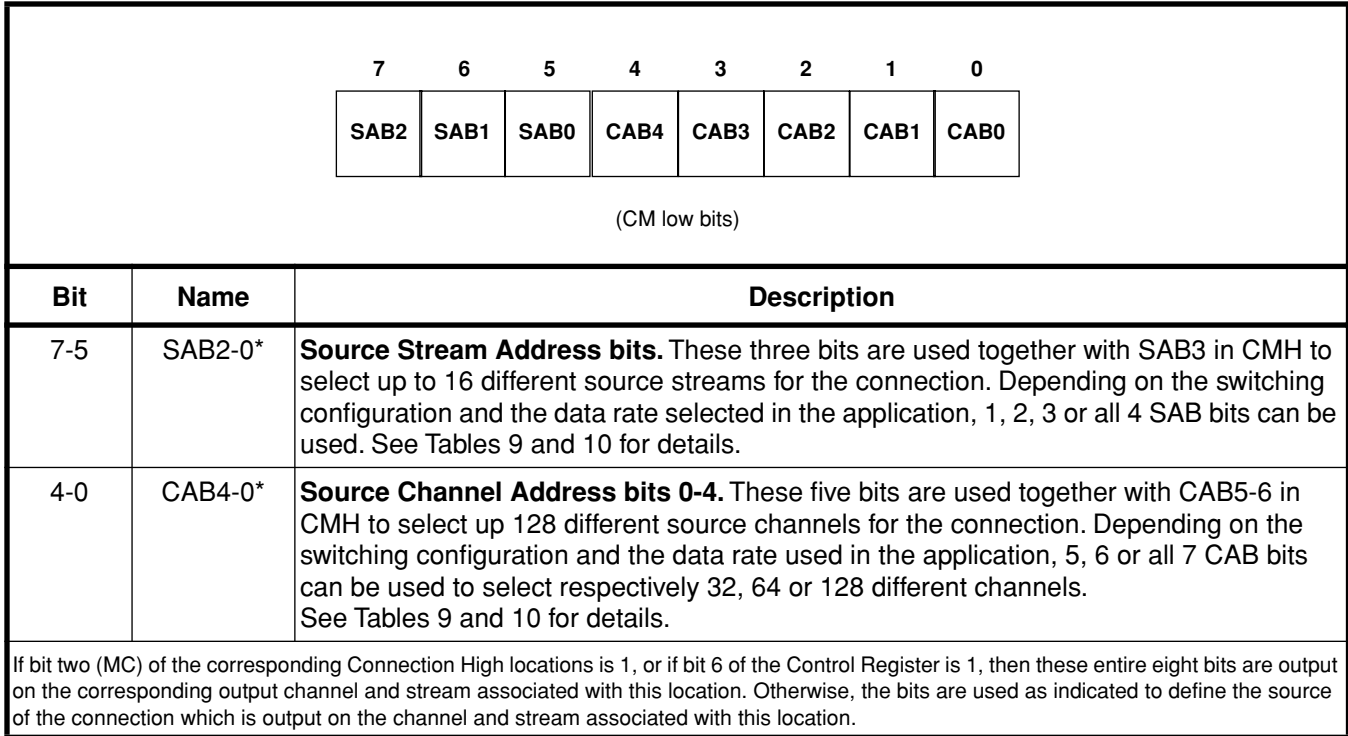 7 6 5 4 3 2 1 0
SAB2 SAB1 SAB0 CAB4 CAB3 CAB2 CAB1 CAB0
(CM low bits)
Bit Name Description
7-5 SAB2-0* Source Stream Address bits. These three bits are used together with SAB3 in CMH to
select up to 16 different source streams for the connection. Depending on the switching
configuration and the data rate selected in the application, 1, 2, 3 or all 4 SAB bits can be
used. See Tables 9 and 10 for details.
4-0 CAB4-0* Source Channel Address bits 0-4. These five bits are used together with CAB5-6 in
CMH to select up 128 different source channels for the connection. Depending on the
switching configuration and the data rate used in the application, 5, 6 or all 7 CAB bits
can be used to select respectively 32, 64 or 128 different channels.
See Tables 9 and 10 for details.
If bit two (MC) of the corresponding Connection High locations is 1, or if bit 6 of the Control Register is 1, then these entire eight bits are output
on the corresponding output channel and stream associated with this location. Otherwise, the bits are used as indicated to define the source
of the connection which is output on the channel and stream associated with this location.